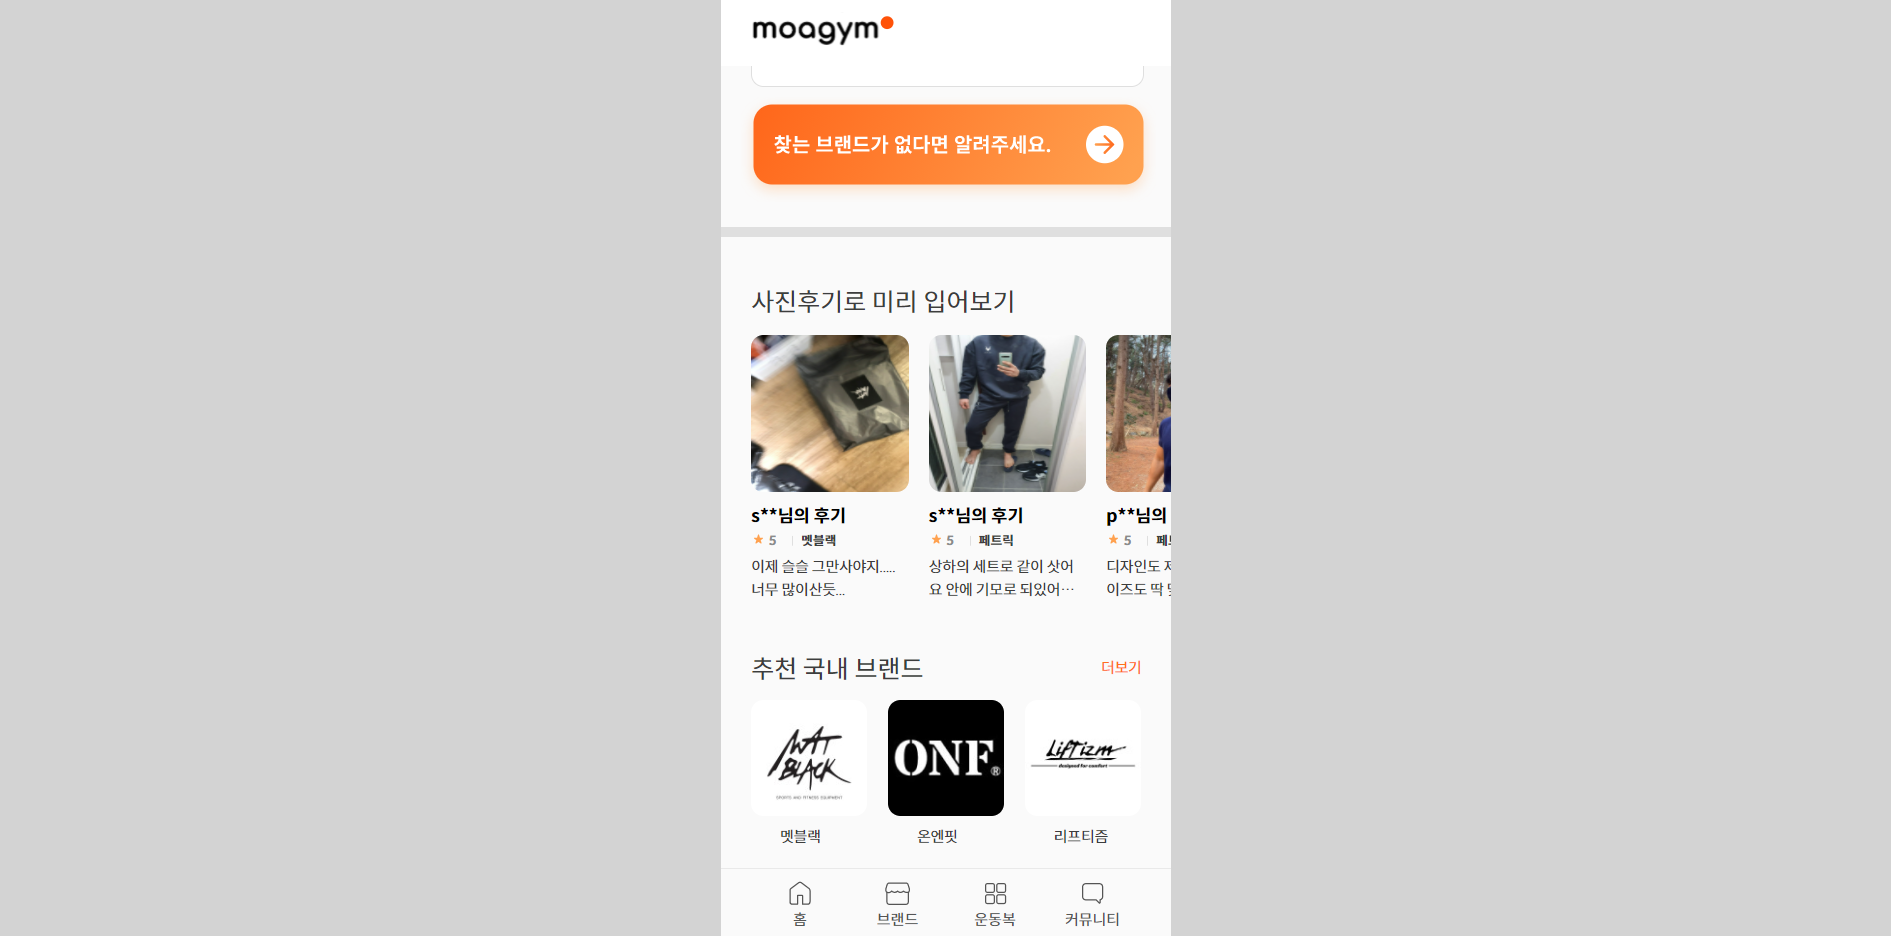 moagym
찾는 브랜드가 없다면 알려주세요.
사진후기로 미리 입어보기
s**님의 후기
5
멧블랙
이제 슬슬 그만사야지.....
너무 많이산듯...
s**님의 후기
5
페트릭
상하의 세트로 같이 삿어
요 안에 기모로 되있어…
p**님의
5
디자인도
이즈도 딱
추천 국내 브랜드
더보기
MAT
BLACK
SPORTS AND FITNESS EQUIPMENT
ONF®
Liftizm
designed for comfort
멧블랙
온엔핏
리프티즘
홈
브랜드
운동복
커뮤니티